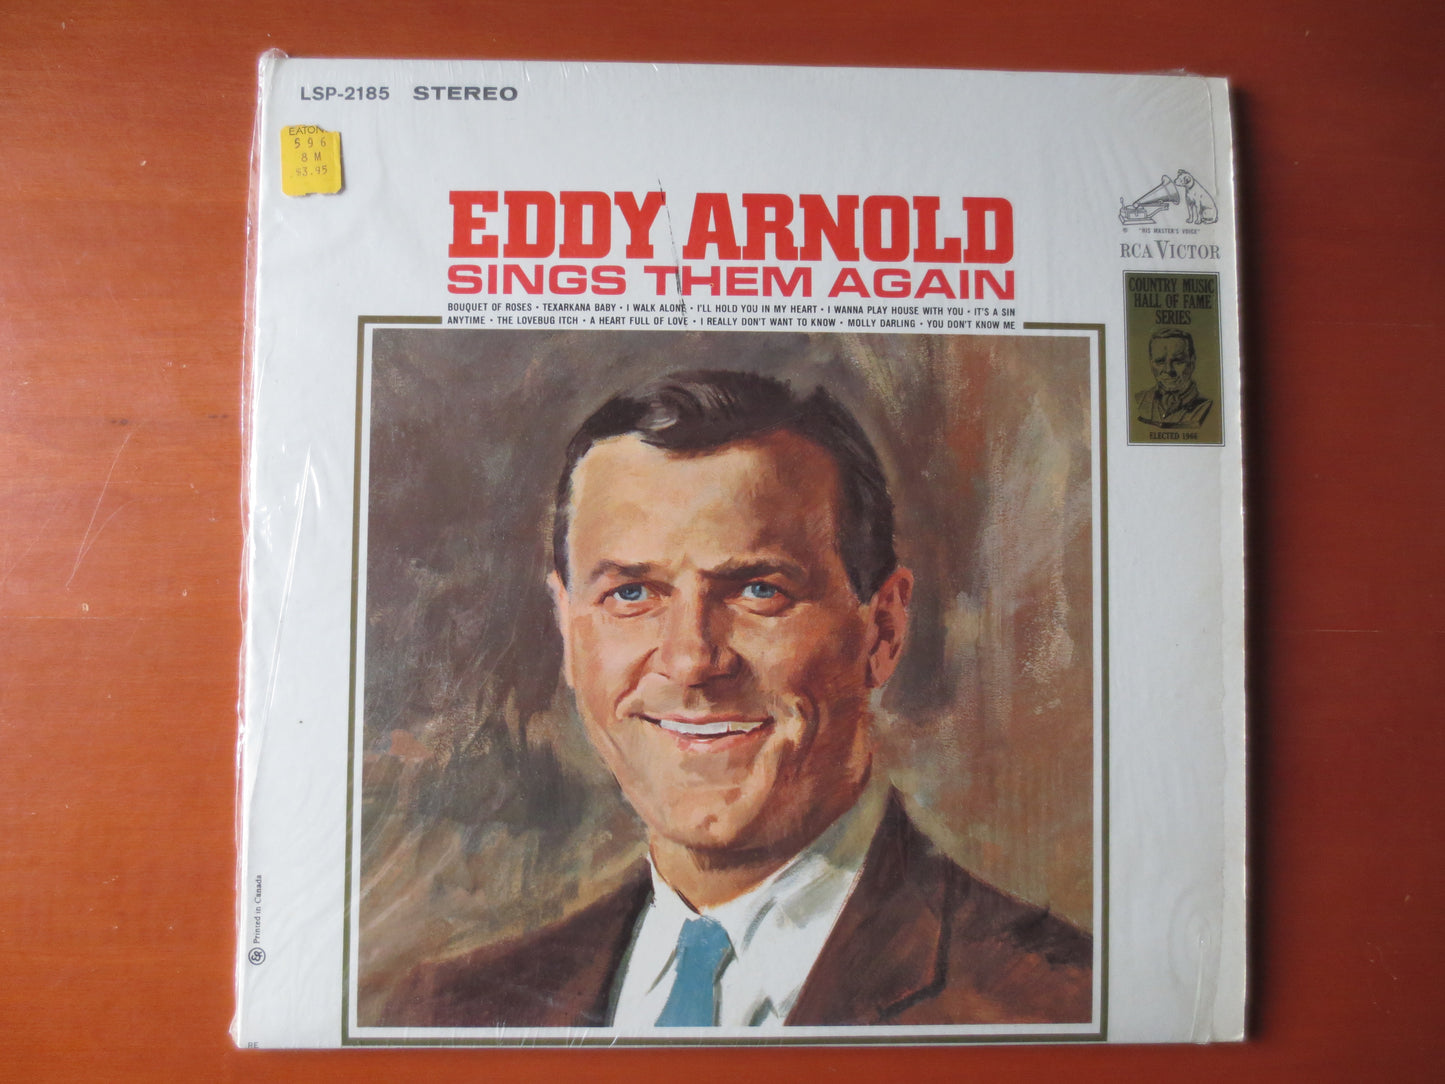 LSP-2185 STEREO
EATON
596
8 M
$3.95
EDDY ARNOLD
SINGS THEM AGAIN
BOUQUET OF ROSES • TEXARKANA BABY • I WALK ALONE • I'LL HOLD YOU IN MY HEART • I WANNA PLAY HOUSE WITH YOU • IT'S A SIN
ANYTIME • THE LOVEBUG ITCH • A HEART FULL OF LOVE • I REALLY DON'T WANT TO KNOW • MOLLY DARLING • YOU DON'T KNOW ME
® "HIS MASTER'S VOICE"
RCA VICTOR
COUNTRY MUSIC
HALL OF FAME
SERIES
ELECTED 1966
Printed in Canada
RE